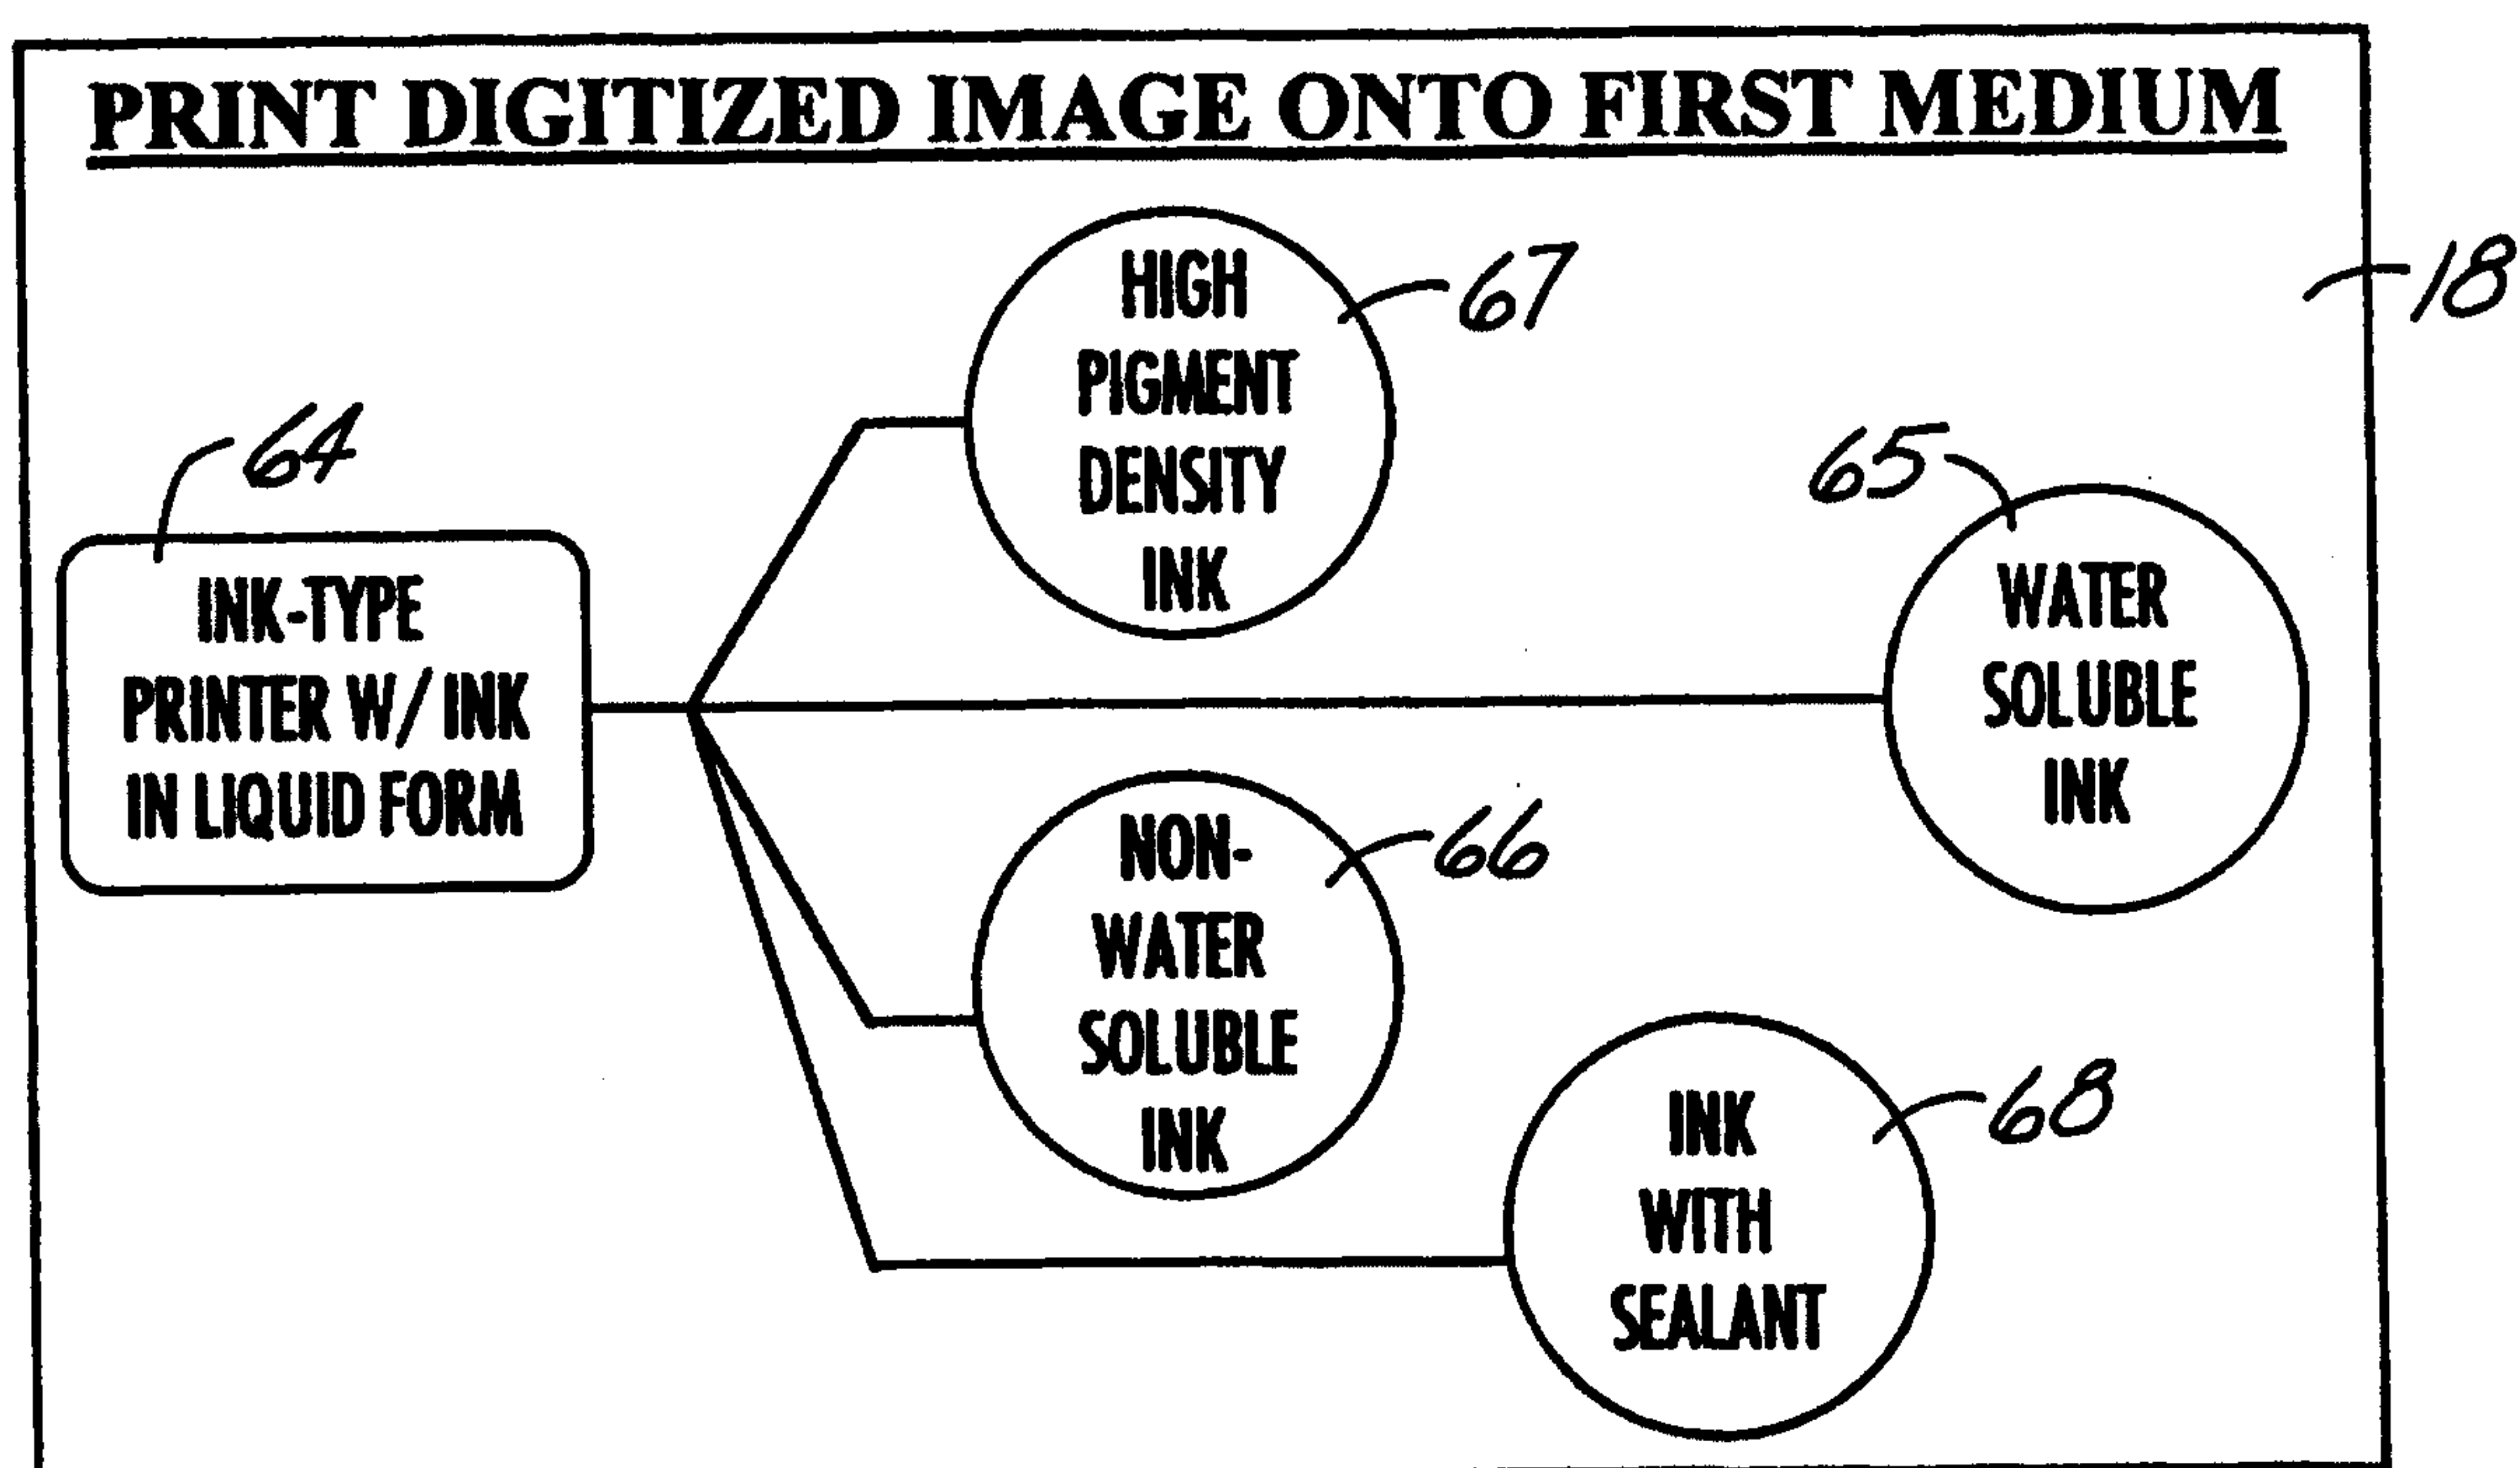 PRINT DIGITIZED IMAGE ONTO FIRST MEDIUM
18
67
HIGH
PIGMENT
DENSITY
INK
64
INK-TYPE
PRINTER W/ INK
IN LIQUID FORM
65
WATER
SOLUBLE
INK
66
NON-
WATER
SOLUBLE
INK
68
INK
WITH
SEALANT